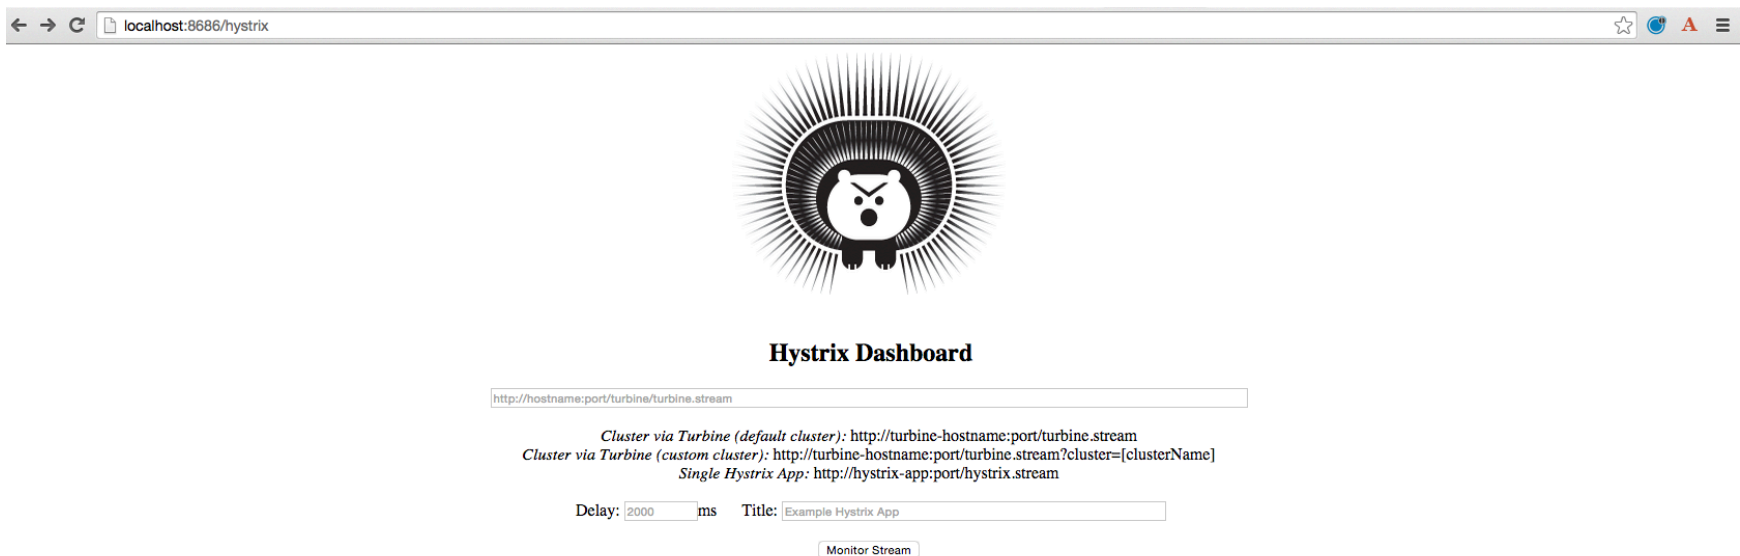 localhost:8686/hystrix
A
Hystrix Dashboard
http://hostname:port/turbine/turbine.stream
Cluster via Turbine (default cluster): http://turbine-hostname:port/turbine.stream
Cluster via Turbine (custom cluster): http://turbine-hostname:port/turbine.stream?cluster=[clusterName]
Single Hystrix App: http://hystrix-app:port/hystrix.stream
Delay: 2000 ms Title: Example Hystrix App
Monitor Stream